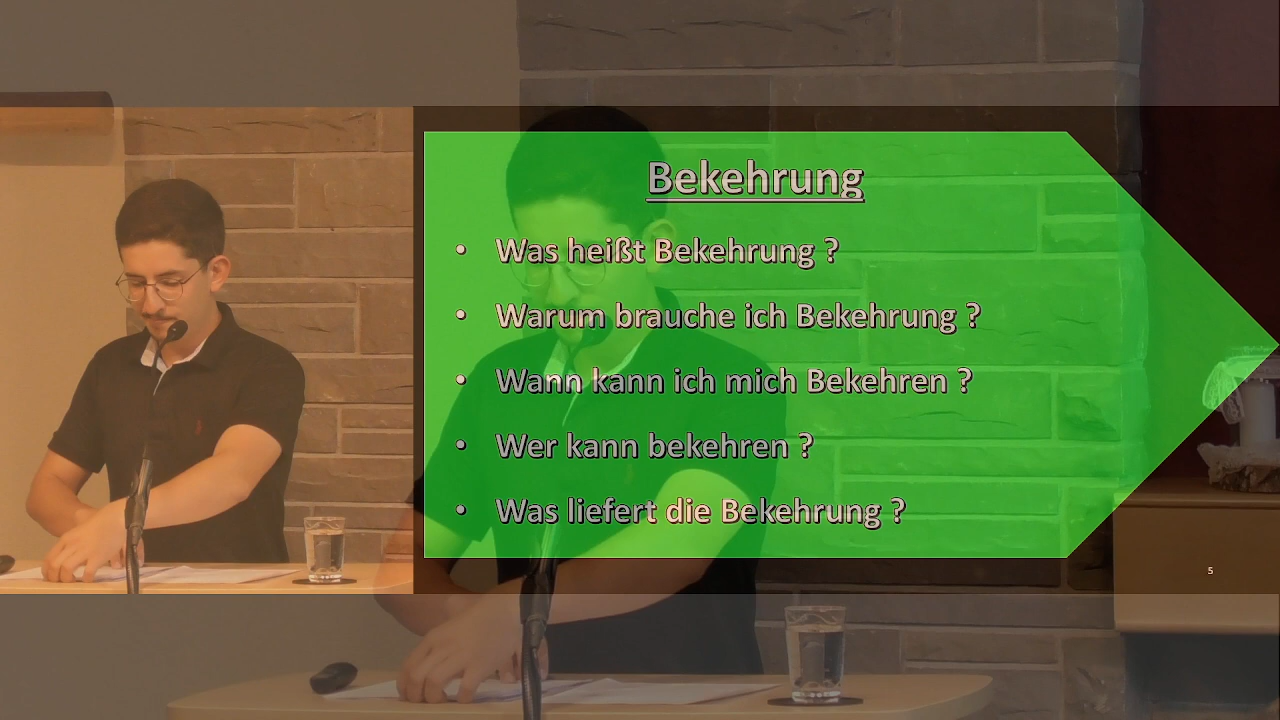 Bekehrung
• Was heißt Bekehrung ?
• Warum brauche ich Bekehrung ?
• Wann kann ich mich Bekehren ?
• Wer kann bekehren ?
• Was liefert die Bekehrung ?
5